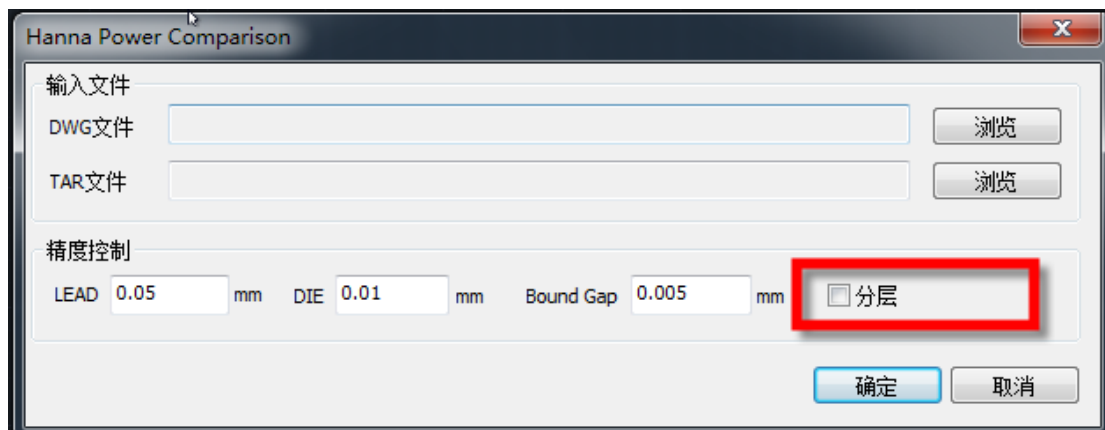 Hanna Power Comparison
输入文件
DWG文件 浏览
TAR文件 浏览
精度控制
LEAD 0.05 mm DIE 0.01 mm Bound Gap 0.005 mm 分层
确定 取消